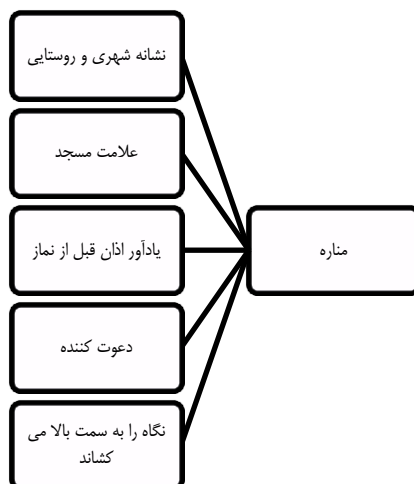 مناره
نشانه شهری و روستایی
علامت مسجد
یادآور اذان قبل از نماز
دعوت کننده
نگاه را به سمت بالا می
کشاند